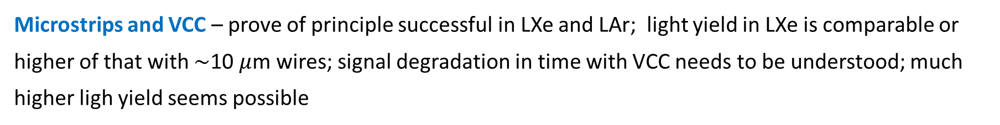 Microstrips and VCC – prove of principle successful in LXe and LAr;  light yield in LXe is comparable or
higher of that with ~10 𝜇m wires; signal degradation in time with VCC needs to be understood; much
higher ligh yield seems possible